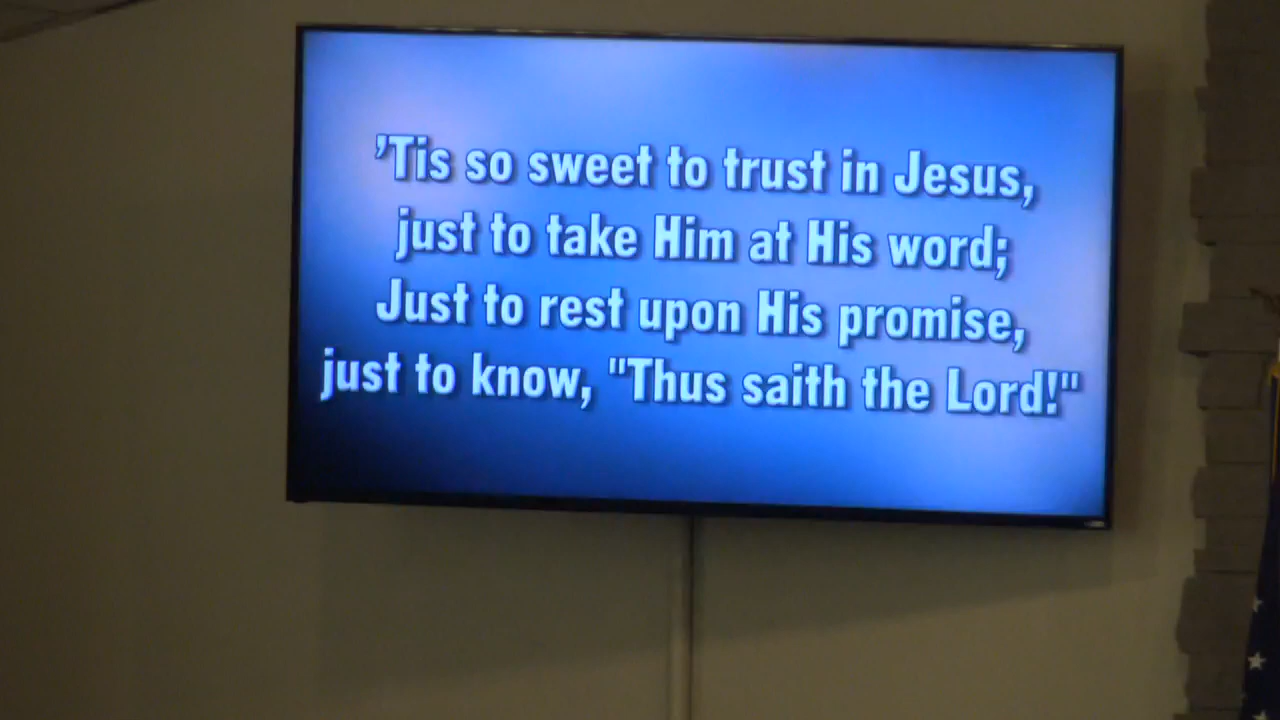 ’Tis so sweet to trust in Jesus,
just to take Him at His word;
Just to rest upon His promise,
just to know, "Thus saith the Lord!"